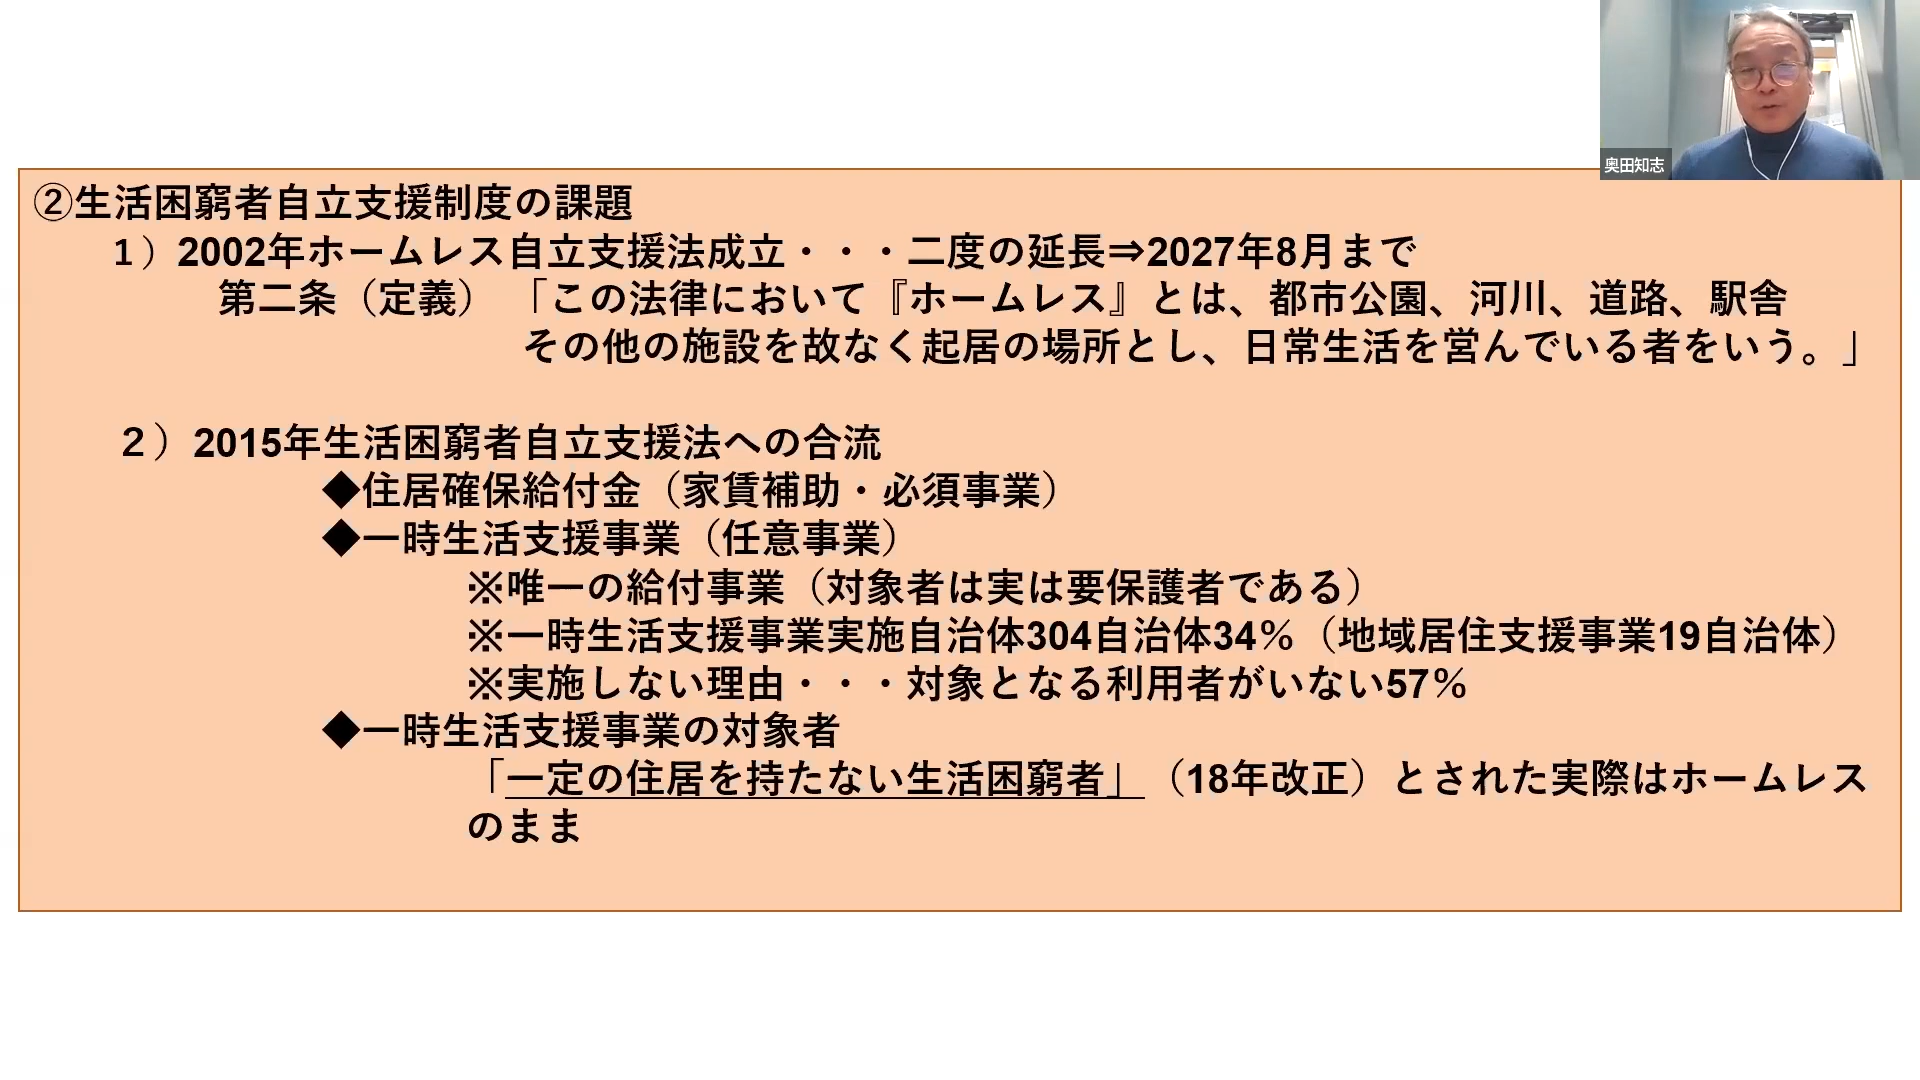 奥田知志
②生活困窮者自立支援制度の課題
1）2002年ホームレス自立支援法成立・・・二度の延長⇒2027年8月まで
第二条（定義）「この法律において『ホームレス』とは、都市公園、河川、道路、駅舎
その他の施設を故なく起居の場所とし、日常生活を営んでいる者をいう。」
２）2015年生活困窮者自立支援法への合流
◆住居確保給付金（家賃補助・必須事業）
◆一時生活支援事業（任意事業）
※唯一の給付事業（対象者は実は要保護者である）
※一時生活支援事業実施自治体304自治体34％（地域居住支援事業19自治体）
※実施しない理由・・・対象となる利用者がいない57％
◆一時生活支援事業の対象者
「一定の住居を持たない生活困窮者」（18年改正）とされた実際はホームレス
のまま